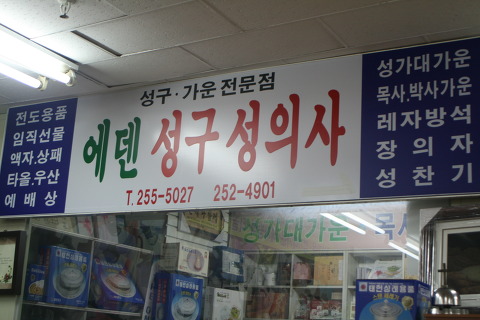 성구·가운 전문점
에덴 성구 성의사
T. 255-5027 252-4901
전도용품
임직선물
액자.상패
타올.우산
예배상
성가대가운
목사.박사가운
레자방석
장의자
성찬기
성가대가운 목사